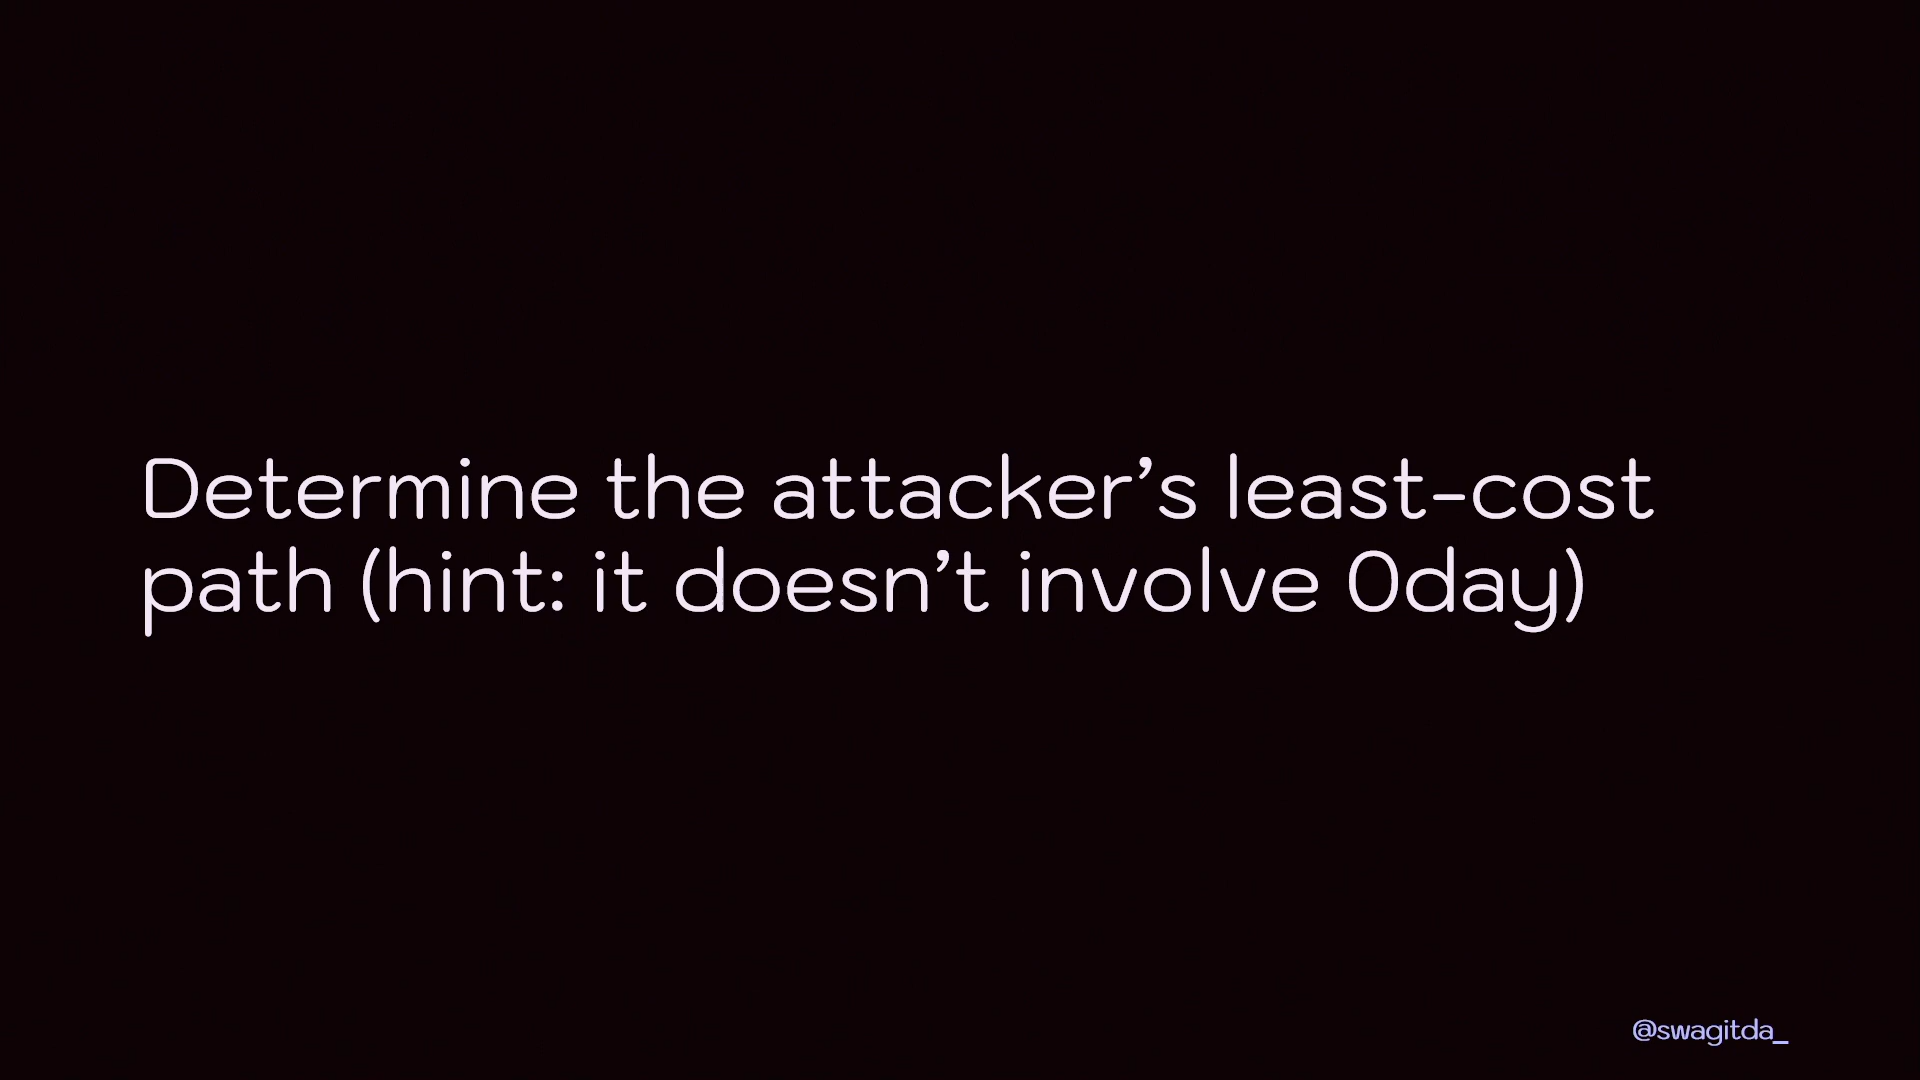 Determine the attacker’s least-cost
path (hint: it doesn’t involve 0day)
@swagitda_